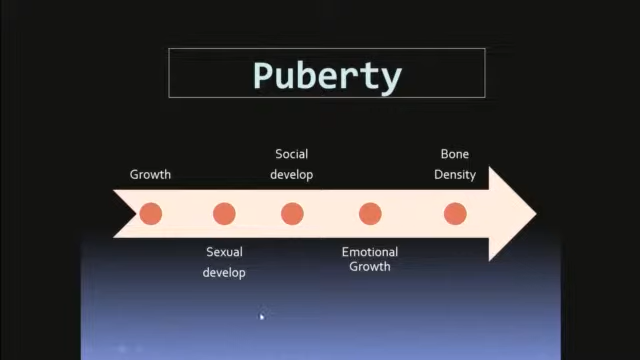 Puberty
Growth
Sexual
develop
Social
develop
Emotional
Growth
Bone
Density